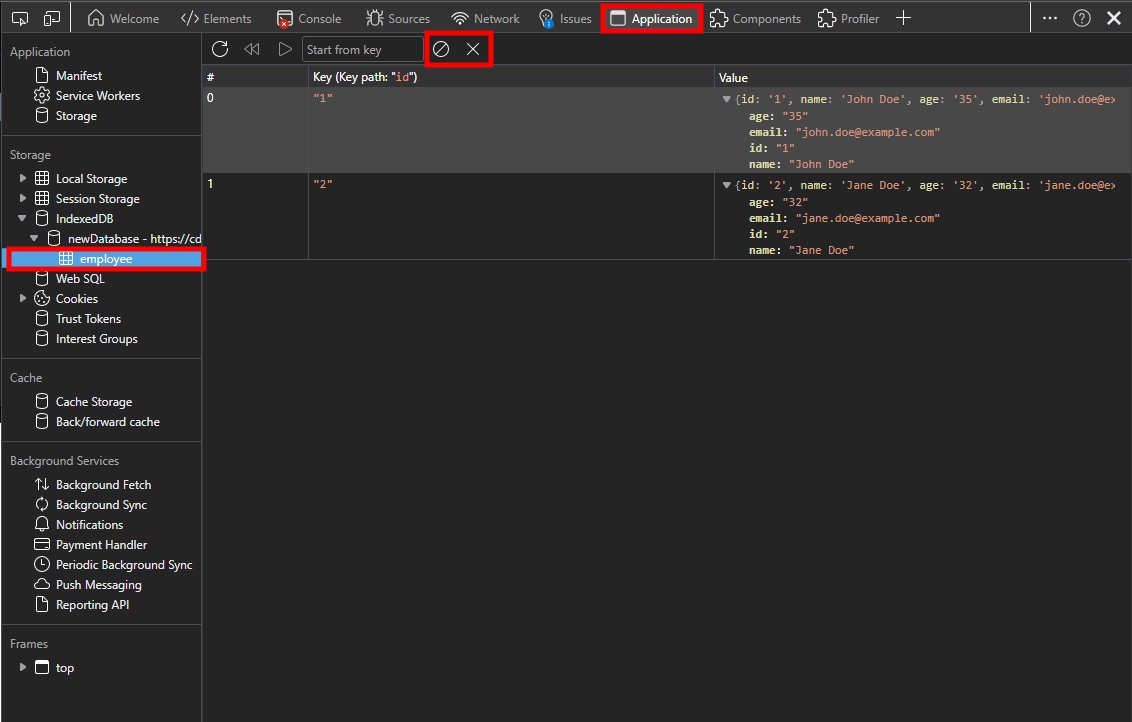 Welcome Elements Console Sources Network Issues Application Components Profiler
Application
Manifest
Service Workers
Storage
Storage
Local Storage
Session Storage
IndexedDB
newDatabase - https://cd
employee
Web SQL
Cookies
Trust Tokens
Interest Groups
Cache
Cache Storage
Back/forward cache
Background Services
Background Fetch
Background Sync
Notifications
Payment Handler
Periodic Background Sync
Push Messaging
Reporting API
Frames
top
Start from key
# Key (Key path: "id") Value
0 "1" {id: '1', name: 'John Doe', age: '35', email: 'john.doe@ex
age: "35"
email: "john.doe@example.com"
id: "1"
name: "John Doe"
1 "2" {id: '2', name: 'Jane Doe', age: '32', email: 'jane.doe@ex
age: "32"
email: "jane.doe@example.com"
id: "2"
name: "Jane Doe"